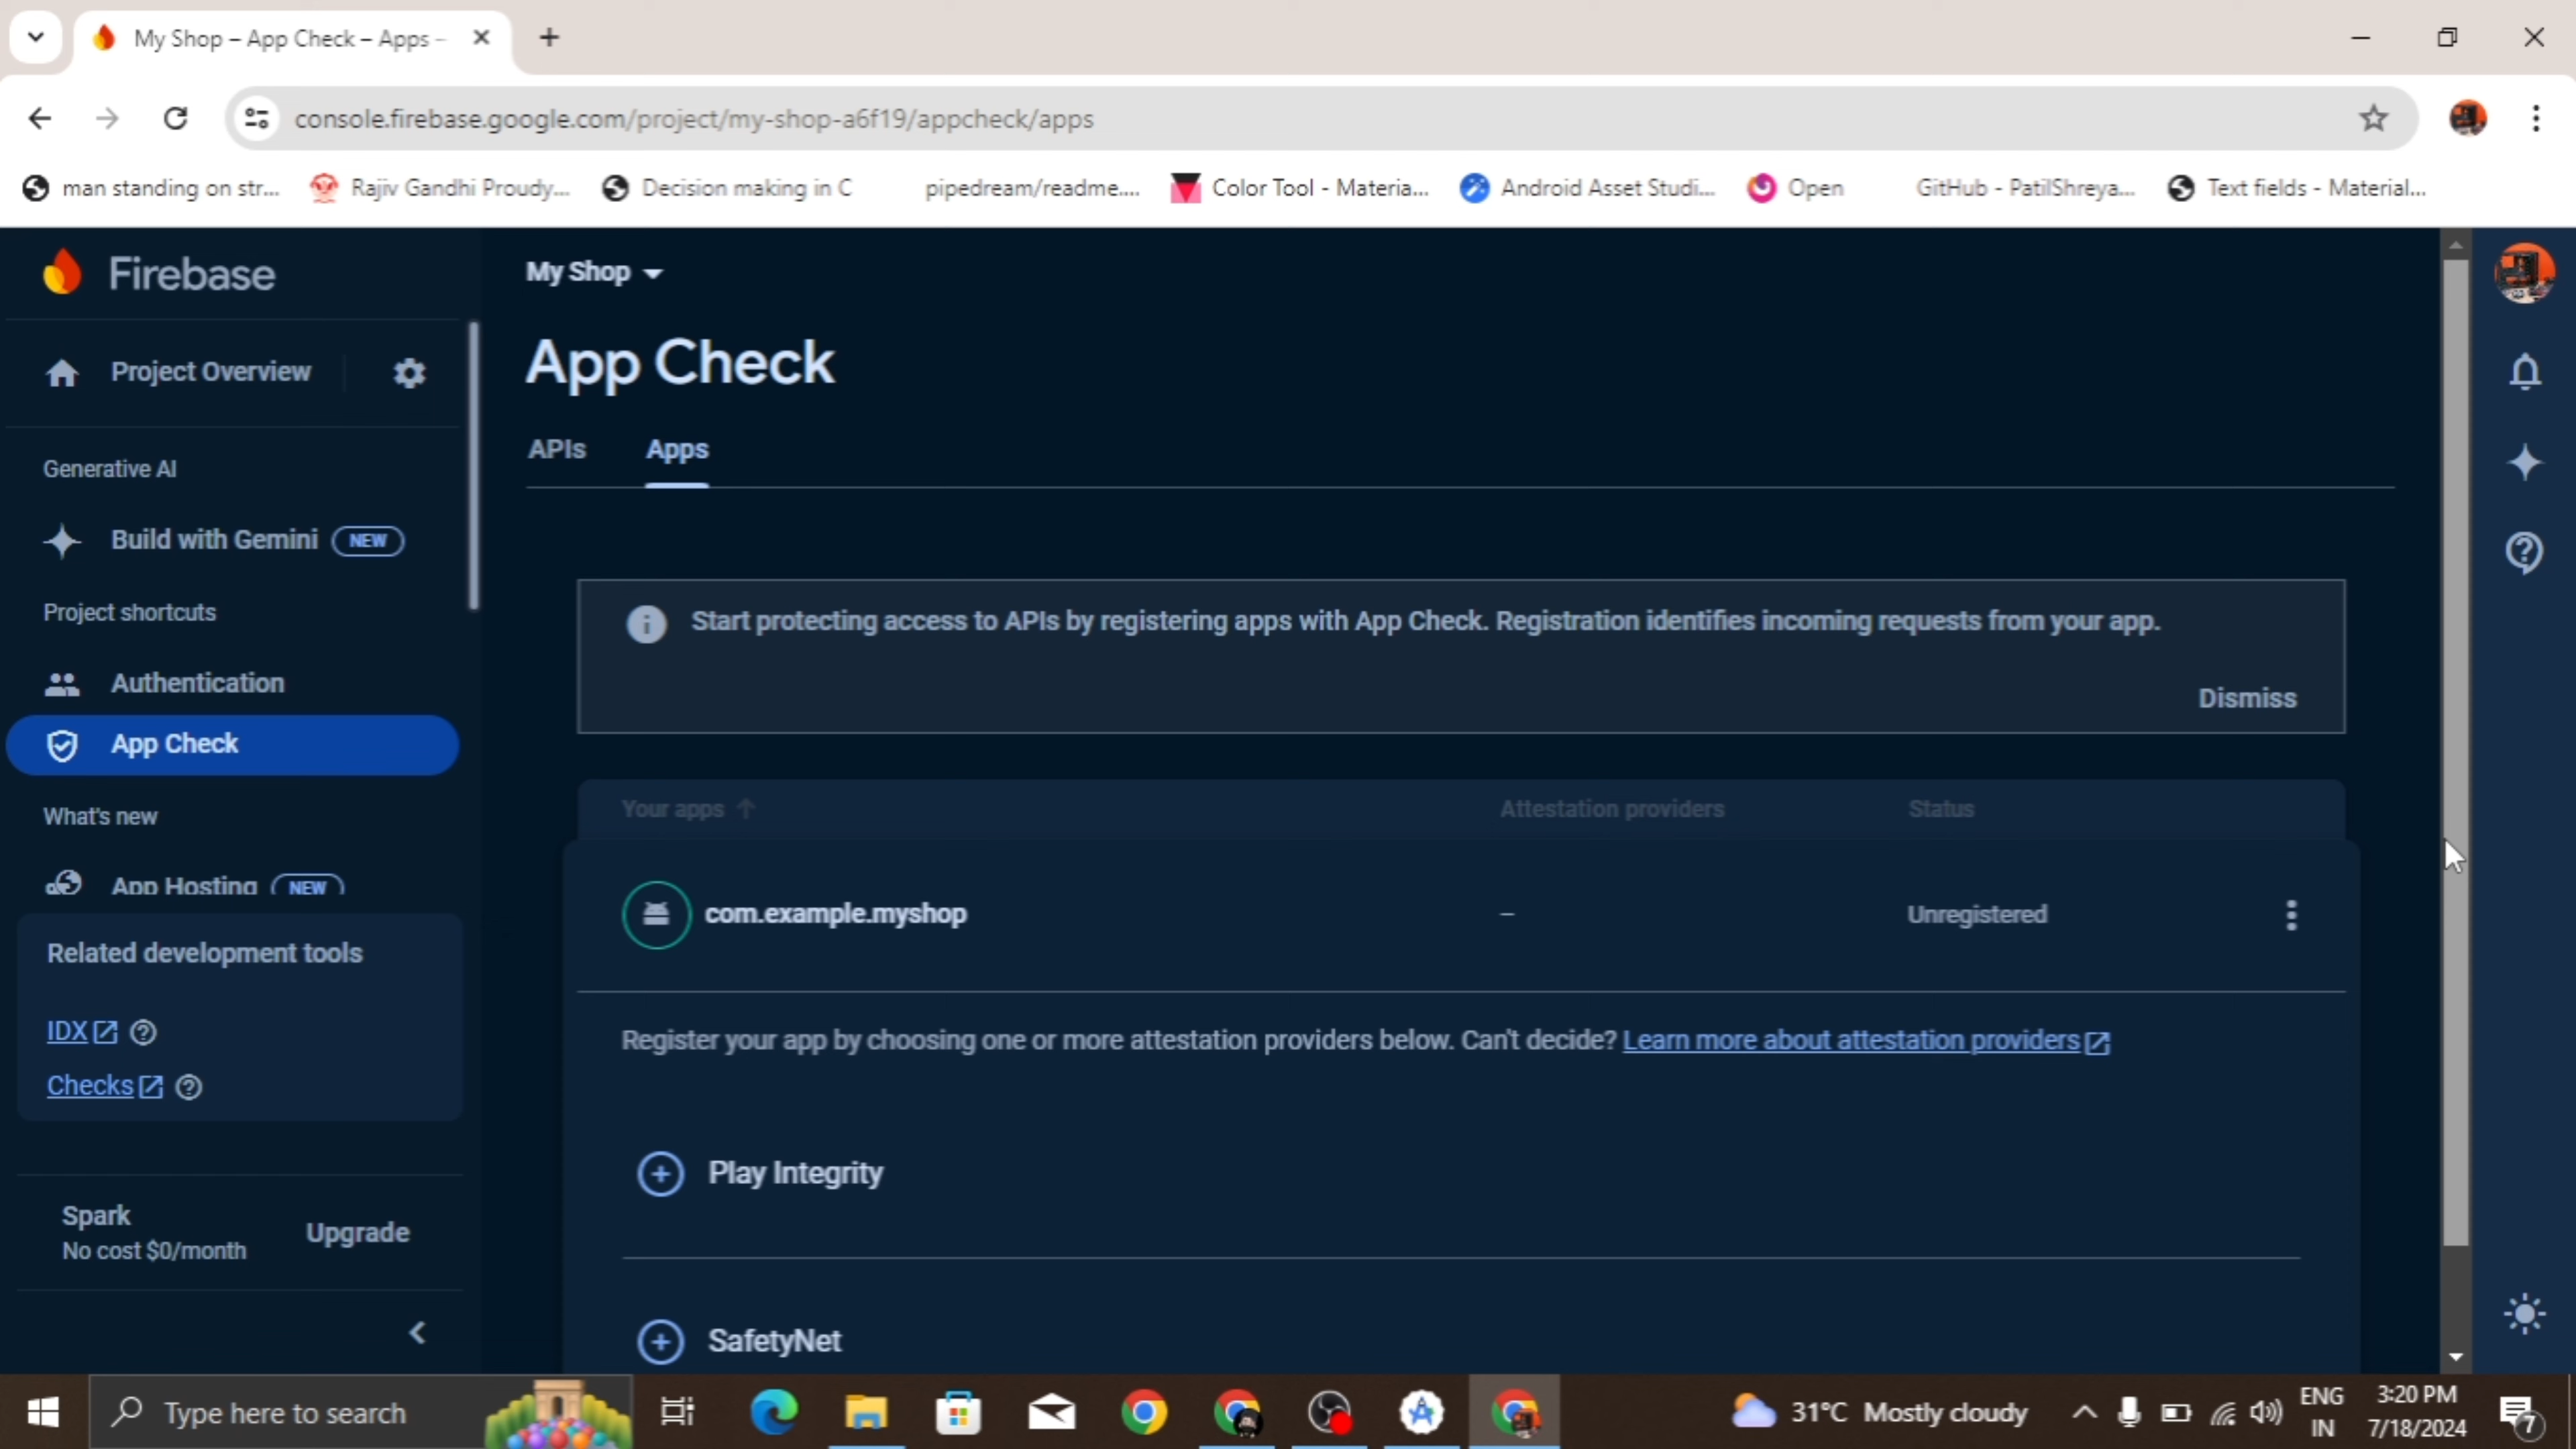 My Shop – App Check – Apps –
console.firebase.google.com/project/my-shop-a6f19/appcheck/apps
man standing on str...
Rajiv Gandhi Proudy...
Decision making in C
pipedream/readme....
Color Tool - Materia...
Android Asset Studi...
Open
GitHub - PatilShreya...
Text fields - Material...
Firebase
Project Overview
Generative AI
Build with Gemini NEW
Project shortcuts
Authentication
App Check
What's new
App Hosting NEW
Related development tools
IDX
Checks
Spark
No cost $0/month
Upgrade
My Shop
App Check
APIs
Apps
Start protecting access to APIs by registering apps with App Check. Registration identifies incoming requests from your app.
Dismiss
Your apps
Attestation providers
Status
com.example.myshop
–
Unregistered
Register your app by choosing one or more attestation providers below. Can't decide? Learn more about attestation providers
Play Integrity
SafetyNet
Type here to search
31°C Mostly cloudy
ENG
IN
3:20 PM
7/18/2024
7